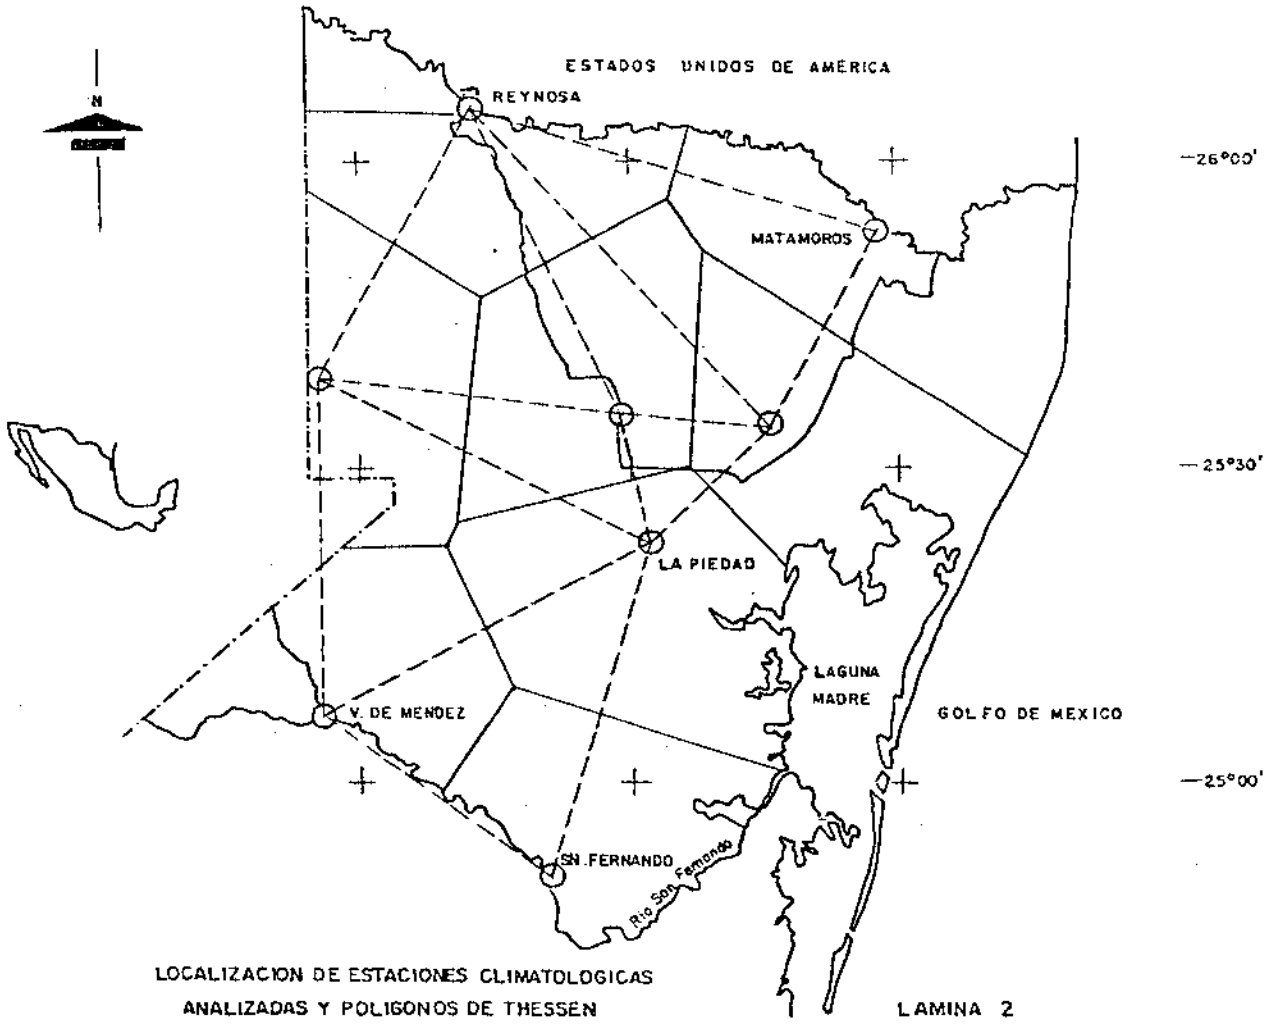 ESTADOS UNIDOS DE AMÉRICA
N
REYNOSA
26°00'
MATAMOROS
25°30'
LA PIEDAD
LAGUNA
MADRE
V. DE MENDEZ
GOLFO DE MEXICO
25°00'
SN. FERNANDO
Rio San Fernando
LOCALIZACION DE ESTACIONES CLIMATOLOGICAS
ANALIZADAS Y POLIGONOS DE THESSEN
LAMINA 2